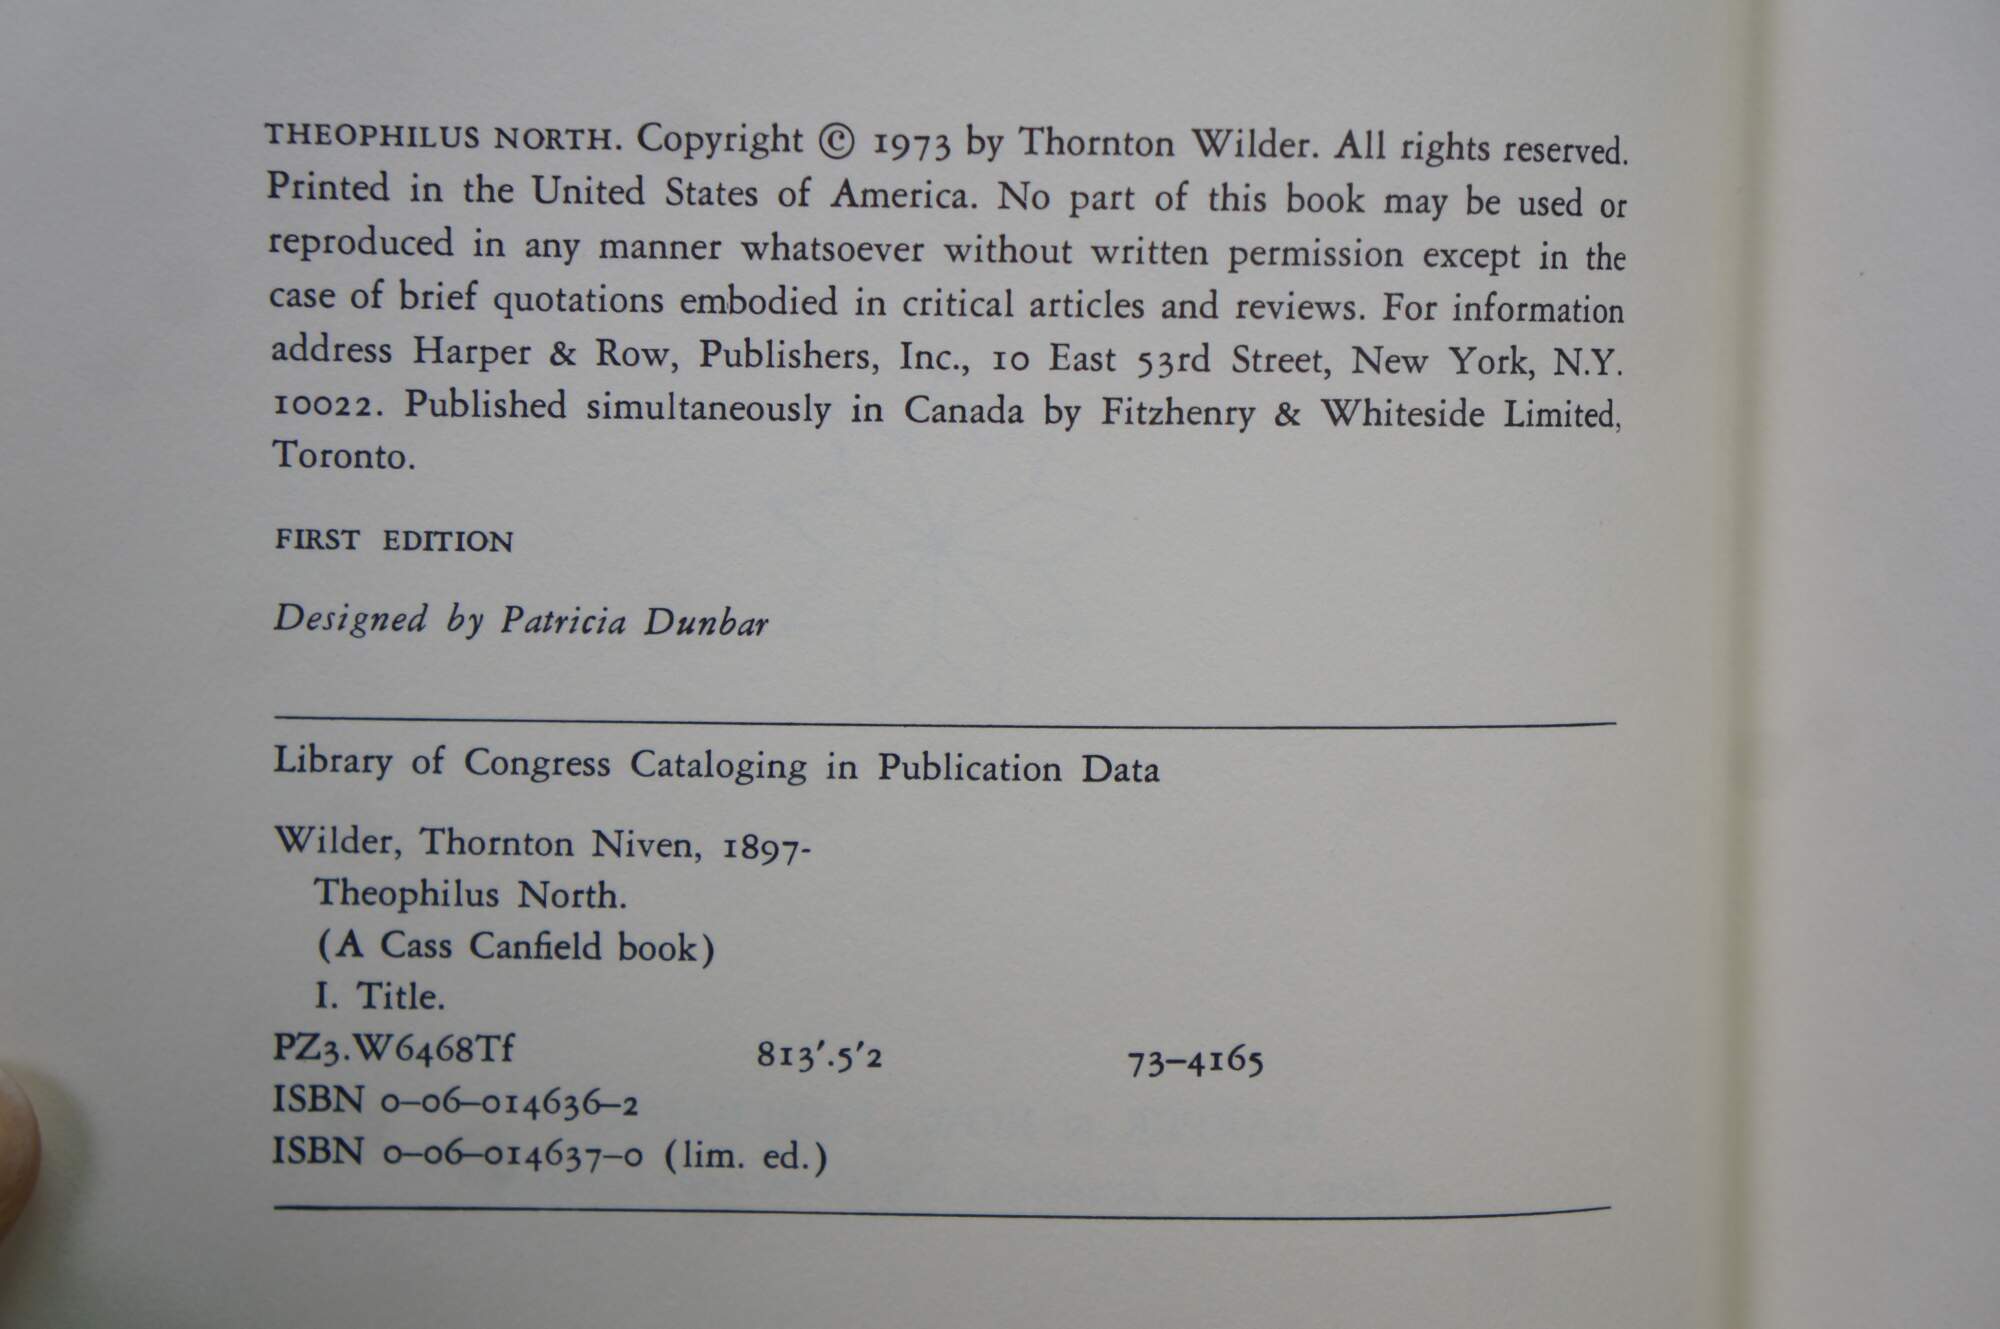 THEOPHILUS NORTH. Copyright © 1973 by Thornton Wilder. All rights reserved.
Printed in the United States of America. No part of this book may be used or
reproduced in any manner whatsoever without written permission except in the
case of brief quotations embodied in critical articles and reviews. For information
address Harper & Row, Publishers, Inc., 10 East 53rd Street, New York, N.Y.
10022. Published simultaneously in Canada by Fitzhenry & Whiteside Limited,
Toronto.
FIRST EDITION
Designed by Patricia Dunbar
Library of Congress Cataloging in Publication Data
Wilder, Thornton Niven, 1897-
Theophilus North.
(A Cass Canfield book)
I. Title.
PZ3.W6468Tf 813'.5'2 73–4165
ISBN 0–06–014636–2
ISBN 0–06–014637–0 (lim. ed.)